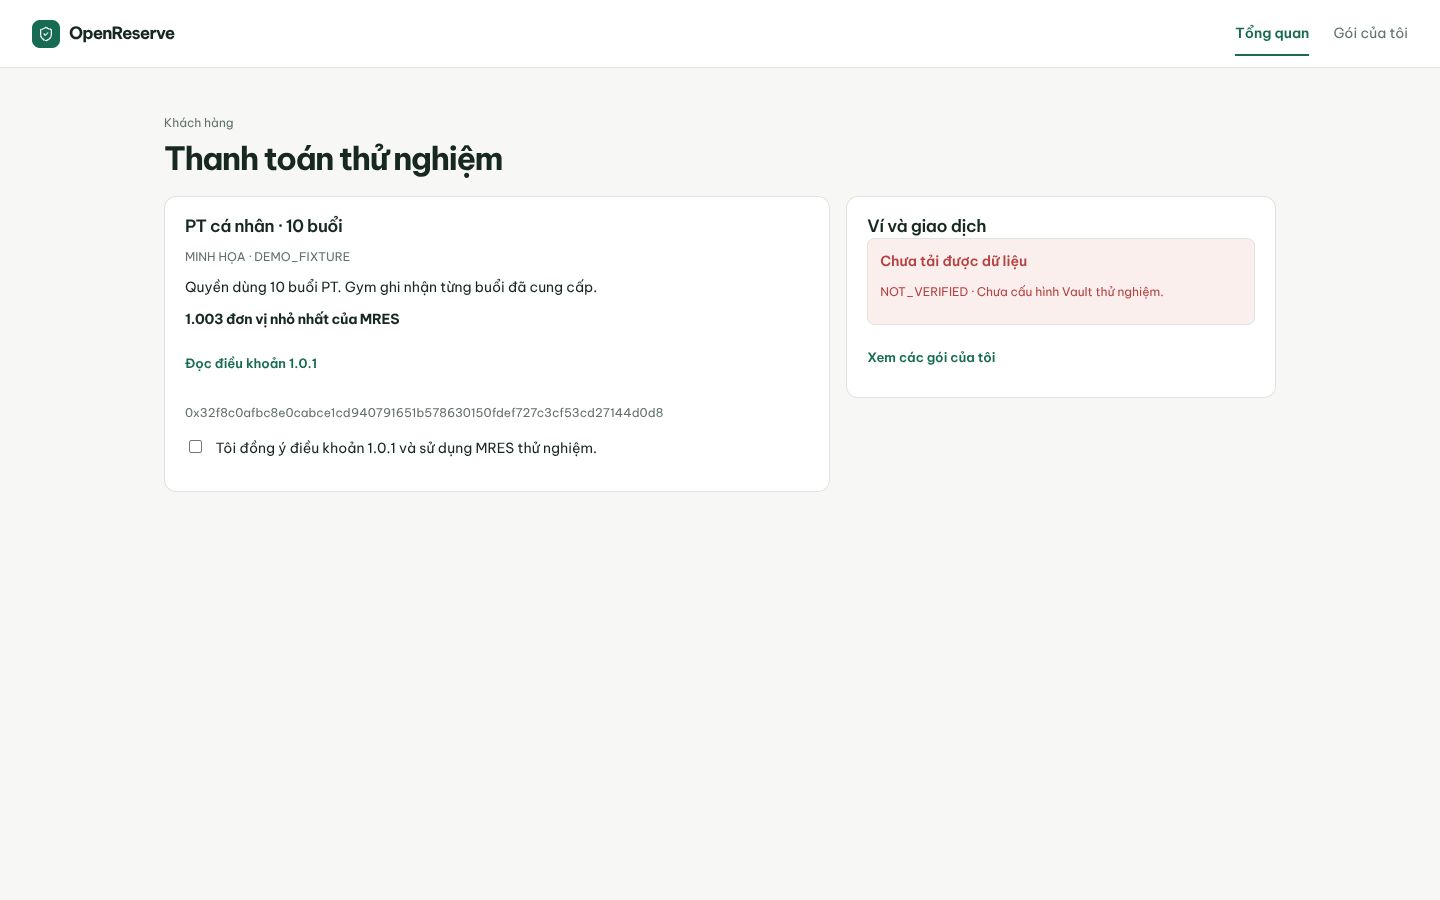 OpenReserve
Tổng quan
Gói của tôi
Khách hàng
Thanh toán thử nghiệm
PT cá nhân · 10 buổi
MINH HỌA · DEMO_FIXTURE
Quyền dùng 10 buổi PT. Gym ghi nhận từng buổi đã cung cấp.
1.003 đơn vị nhỏ nhất của MRES
Đọc điều khoản 1.0.1
0x32f8c0afbc8e0cabce1cd940791651b578630150fdef727c3cf53cd27144d0d8
Tôi đồng ý điều khoản 1.0.1 và sử dụng MRES thử nghiệm.
Ví và giao dịch
Chưa tải được dữ liệu
NOT_VERIFIED · Chưa cấu hình Vault thử nghiệm.
Xem các gói của tôi